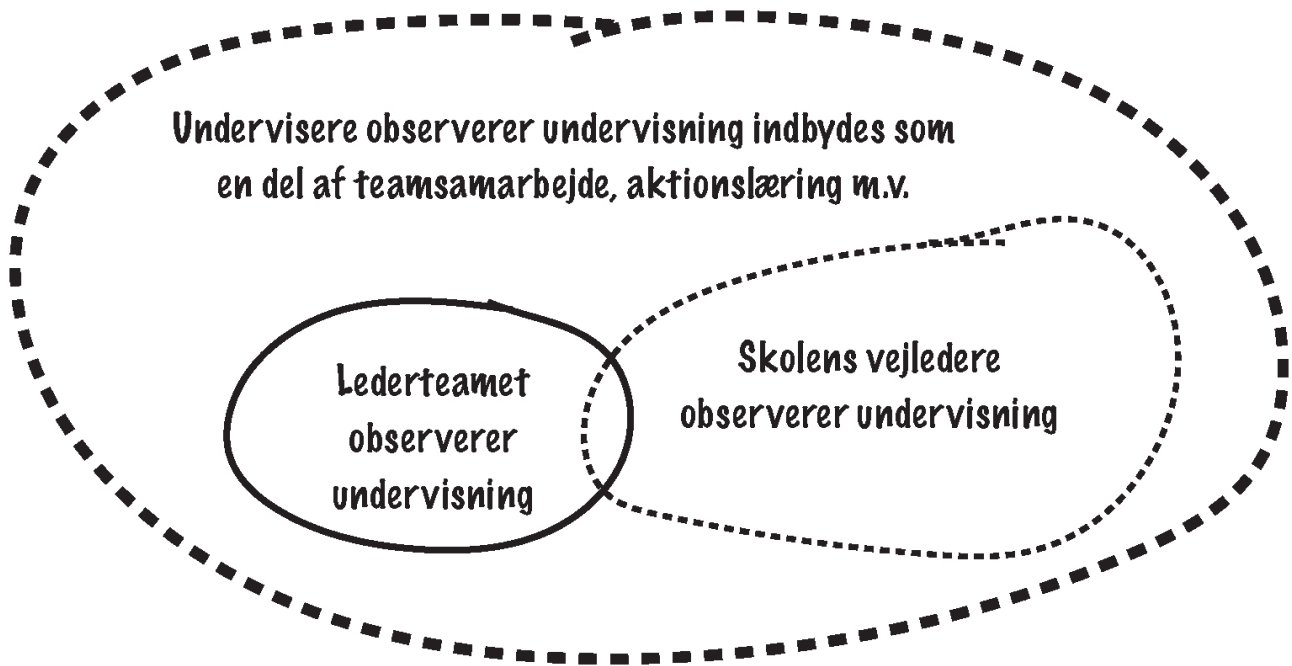 Undervisere observerer undervisning indbydes som
en del af teamsamarbejde, aktionslæring m.v.
Lederteamet
observerer
undervisning
Skolens vejledere
observerer undervisning